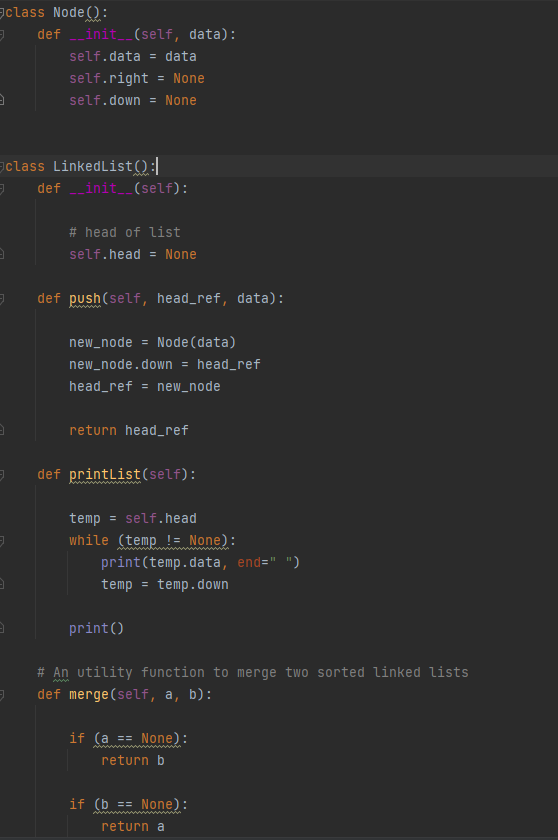 class Node():
    def __init__(self, data):
        self.data = data
        self.right = None
        self.down = None
class LinkedList():
    def __init__(self):
        # head of list
        self.head = None
    def push(self, head_ref, data):
        new_node = Node(data)
        new_node.down = head_ref
        head_ref = new_node
        return head_ref
    def printList(self):
        temp = self.head
        while (temp != None):
            print(temp.data, end=" ")
            temp = temp.down
        print()
    # An utility function to merge two sorted linked lists
    def merge(self, a, b):
        if (a == None):
            return b
        if (b == None):
            return a